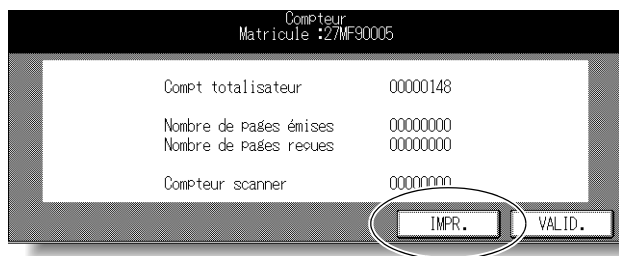 Compteur
Matricule :27MF90005
Compt totalisateur 00000148
Nombre de pages émises 00000000
Nombre de pages reçues 00000000
Compteur scanner 00000000
IMPR. VALID.